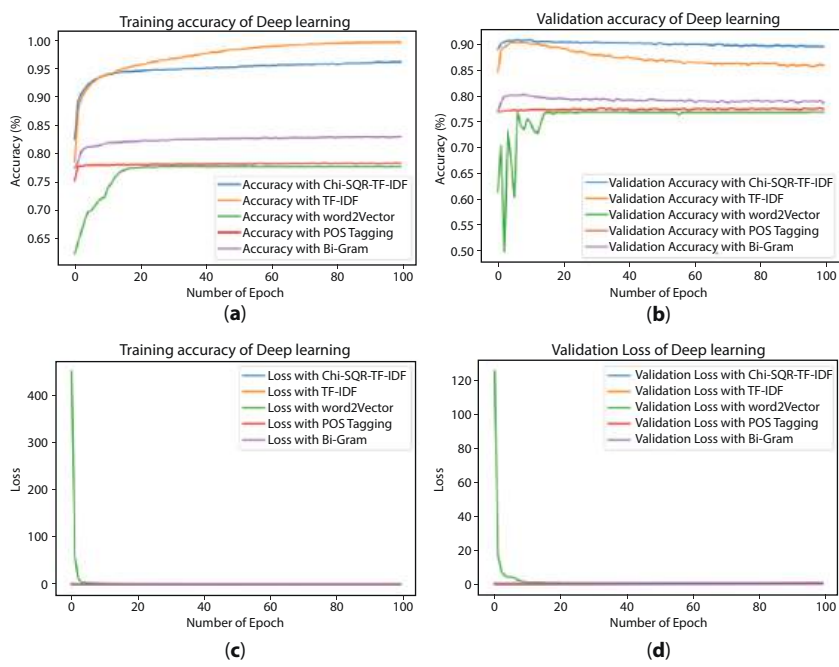 Training accuracy of Deep learning
1.00
0.95
0.90
0.85
0.80
0.75
0.70
0.65
Accuracy (%)
Accuracy with Chi-SQR-TF-IDF
Accuracy with TF-IDF
Accuracy with word2Vector
Accuracy with POS Tagging
Accuracy with Bi-Gram
0 20 40 60 80 100
Number of Epoch
(a)
Validation accuracy of Deep learning
0.90
0.85
0.80
0.75
0.70
0.65
0.60
0.55
0.50
Accuracy (%)
Validation Accuracy with Chi-SQR-TF-IDF
Validation Accuracy with TF-IDF
Validation Accuracy with word2Vector
Validation Accuracy with POS Tagging
Validation Accuracy with Bi-Gram
0 20 40 60 80 100
Number of Epoch
(b)
Training accuracy of Deep learning
400
300
200
100
0
Loss
Loss with Chi-SQR-TF-IDF
Loss with TF-IDF
Loss with word2Vector
Loss with POS Tagging
Loss with Bi-Gram
0 20 40 60 80 100
Number of Epoch
(c)
Validation Loss of Deep learning
120
100
80
60
40
20
0
Loss
Validation Loss with Chi-SQR-TF-IDF
Validation Loss with TF-IDF
Validation Loss with word2Vector
Validation Loss with POS Tagging
Validation Loss with Bi-Gram
0 20 40 60 80 100
Number of Epoch
(d)